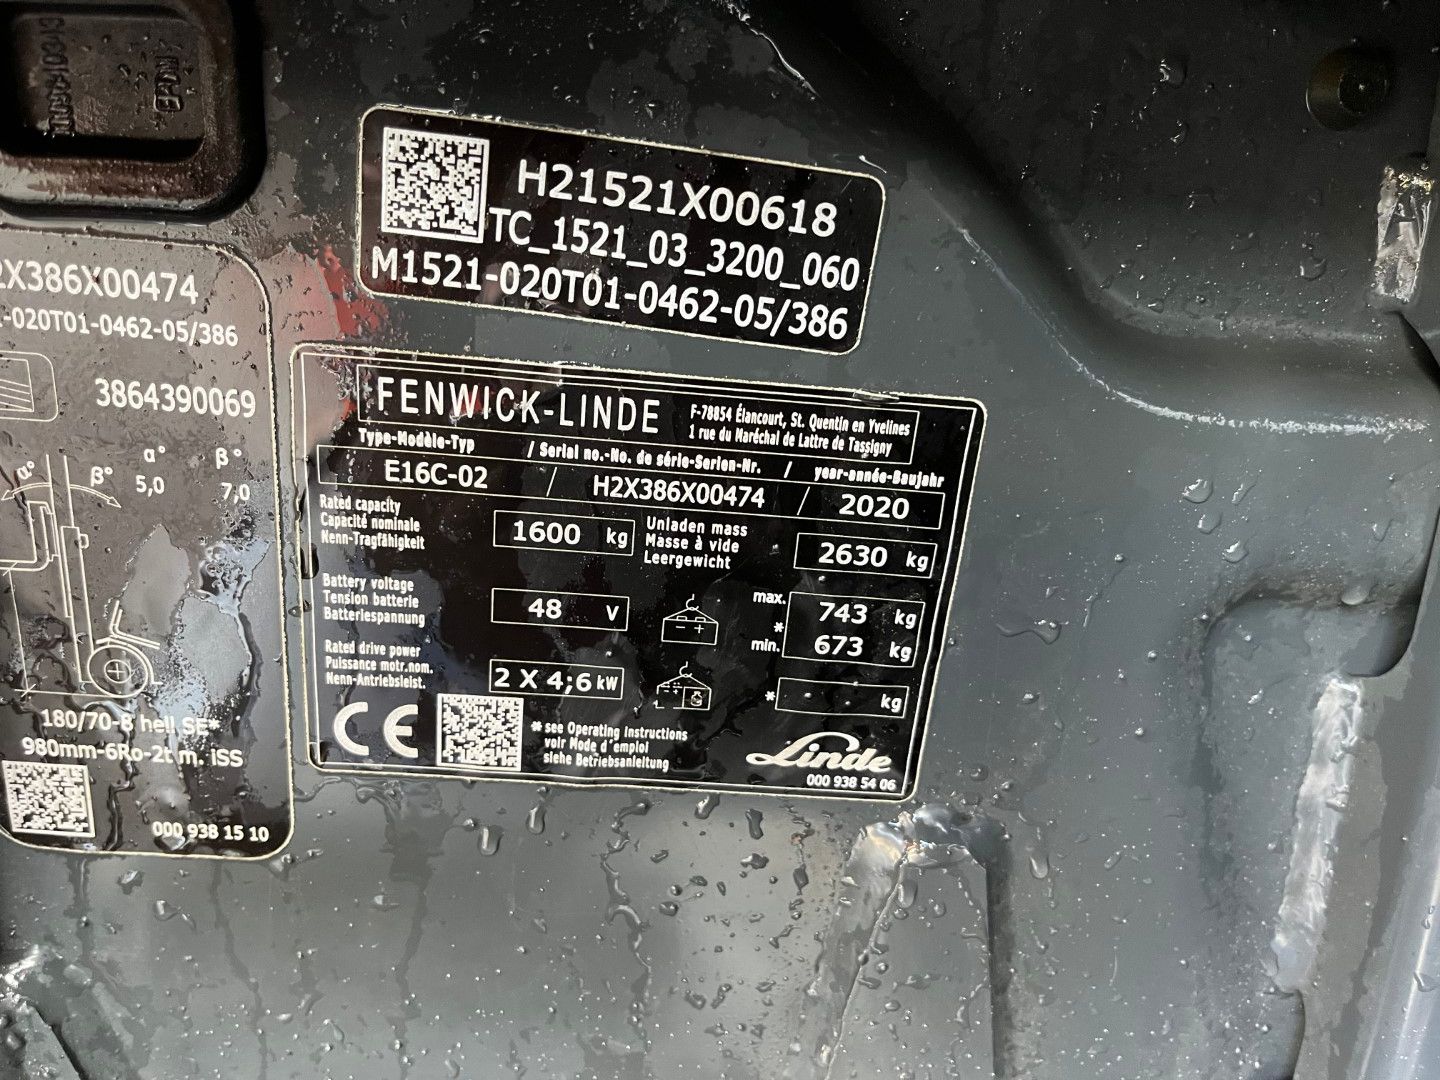 H21521X00618
TC_1521_03_3200_060
M1521-020T01-0462-05/386
2X386X00474
-020T01-0462-05/386
3864390069
α° β° α° β°
5,0 7,0
180/70-8 hell SE*
980mm-6Ro-2t m. iSS
000 938 15 10
FENWICK-LINDE
F-78854 Élancourt, St. Quentin en Yvelines
1 rue du Maréchal de Lattre de Tassigny
Type-Modèle-Typ / Serial no.-No. de série-Serien-Nr. / year-année-Baujahr
E16C-02 / H2X386X00474 / 2020
Rated capacity
Capacité nominale
Nenn-Tragfähigkeit
1600 kg
Unladen mass
Masse à vide
Leergewicht
2630 kg
Battery voltage
Tension batterie
Batteriespannung
48 V
max. 743 kg
*
min. 673 kg
Rated drive power
Puissance motr.nom.
Nenn-Antriebsleist.
2 X 4;6 kW
* kg
CE
* see Operating Instructions
voir Mode d'emploi
siehe Betriebsanleitung
Linde
000 938 54 06